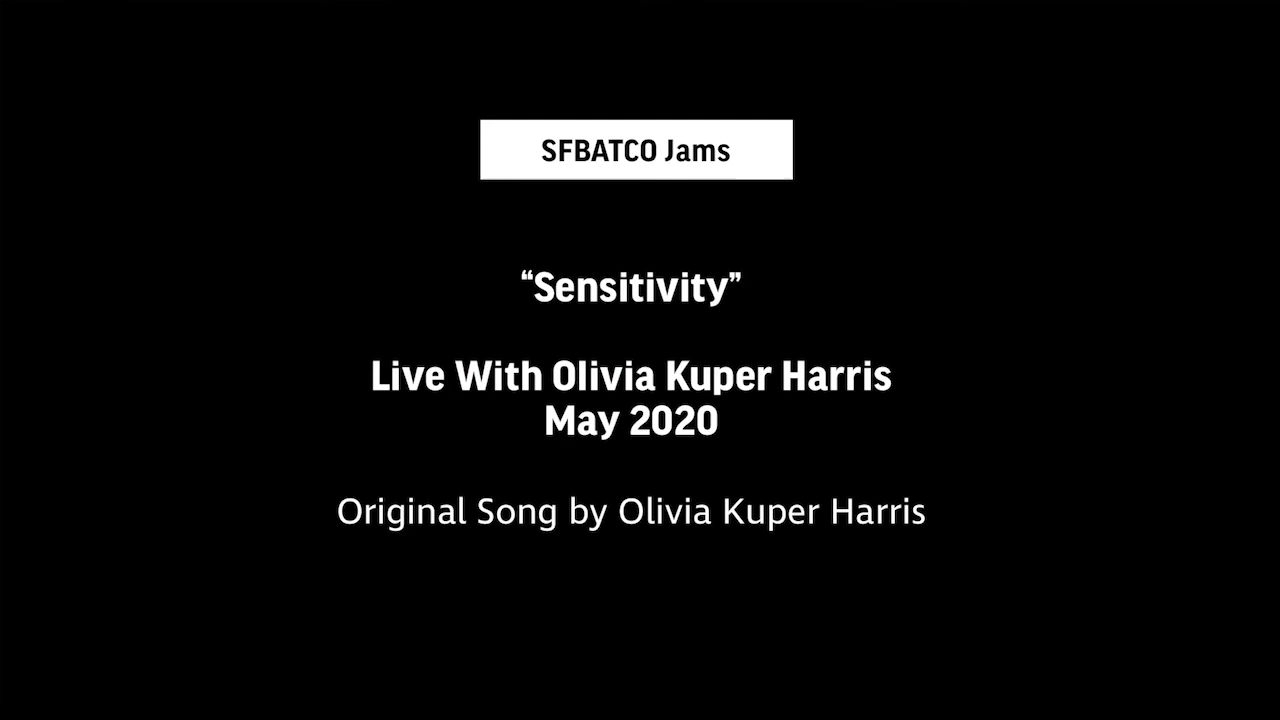 SFBATCO Jams
“Sensitivity”
Live With Olivia Kuper Harris
May 2020
Original Song by Olivia Kuper Harris